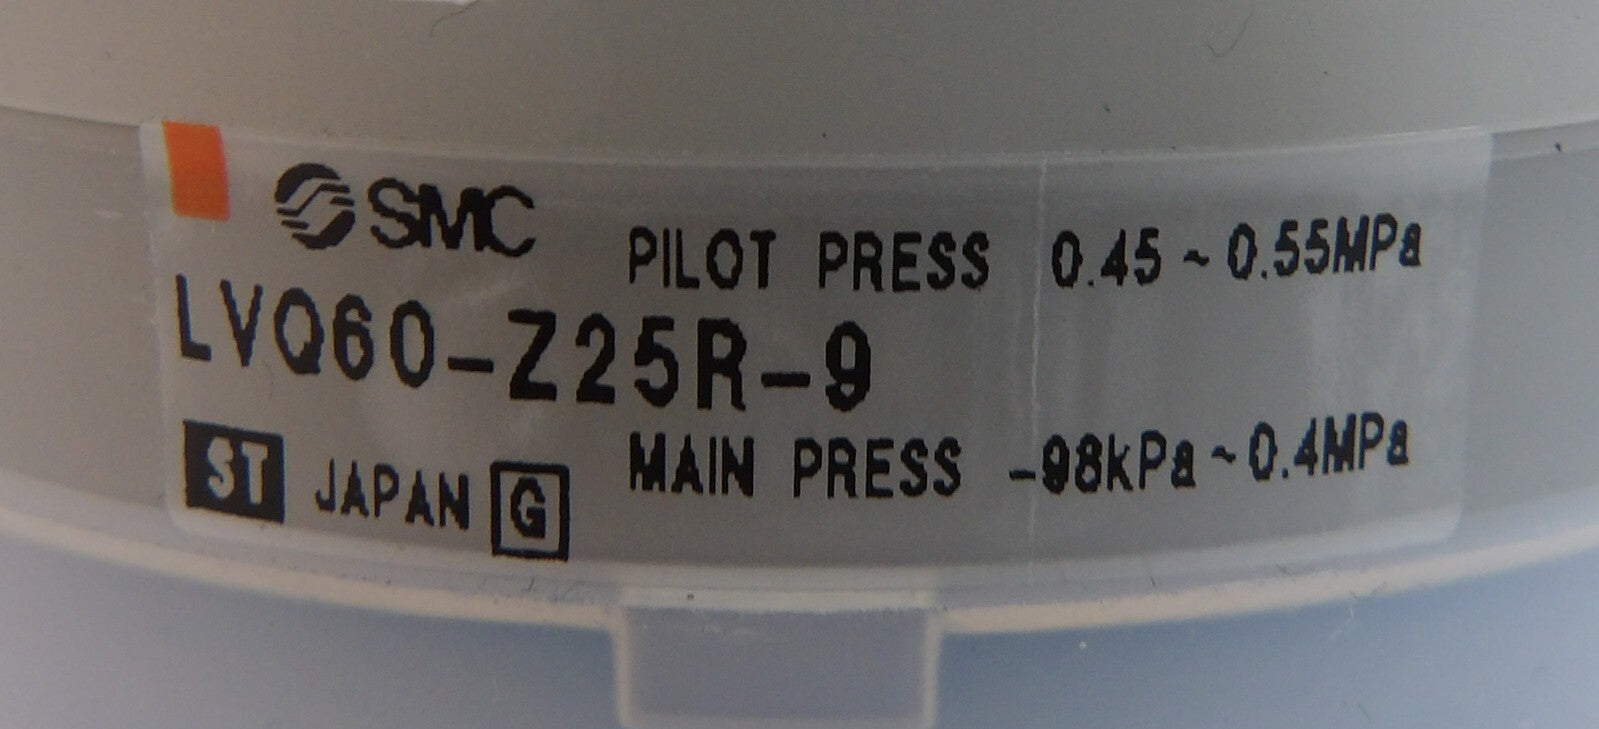 SMC
PILOT PRESS 0.45 ~ 0.55MPa
LVQ60-Z25R-9
MAIN PRESS -98kPa ~ 0.4MPa
ST JAPAN G